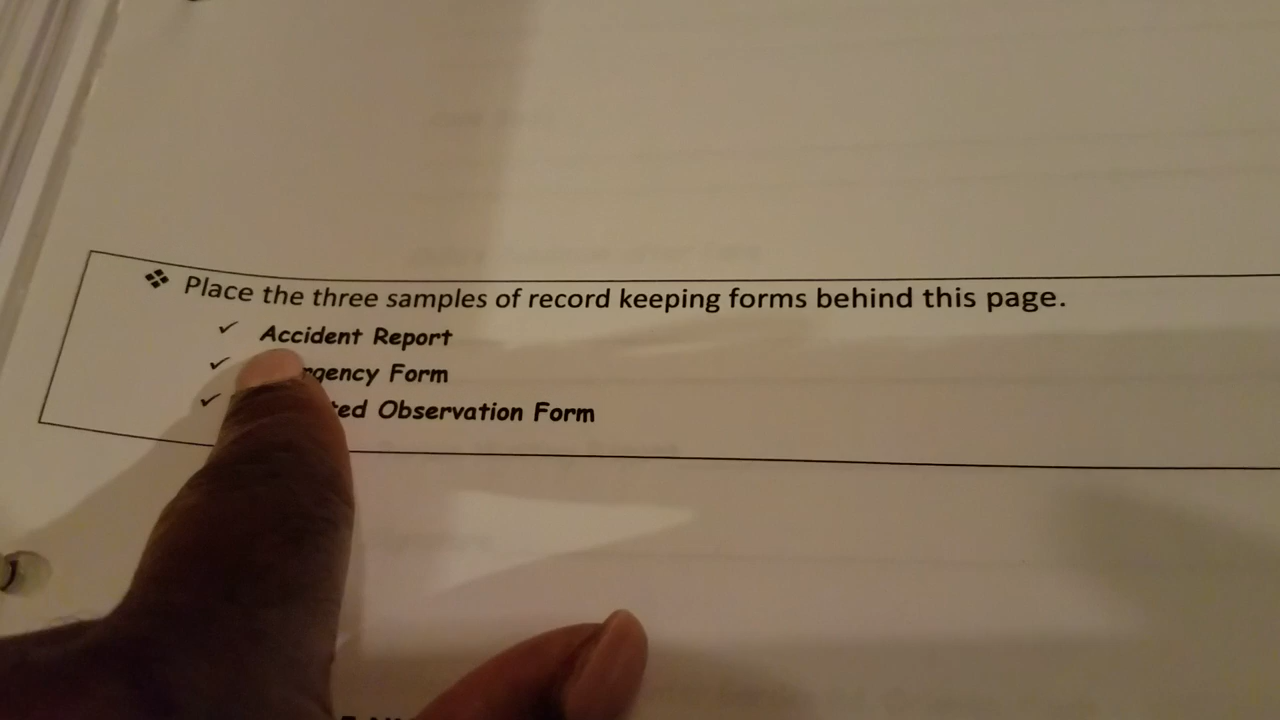 Place the three samples of record keeping forms behind this page.
Accident Report
Form
Observation Form